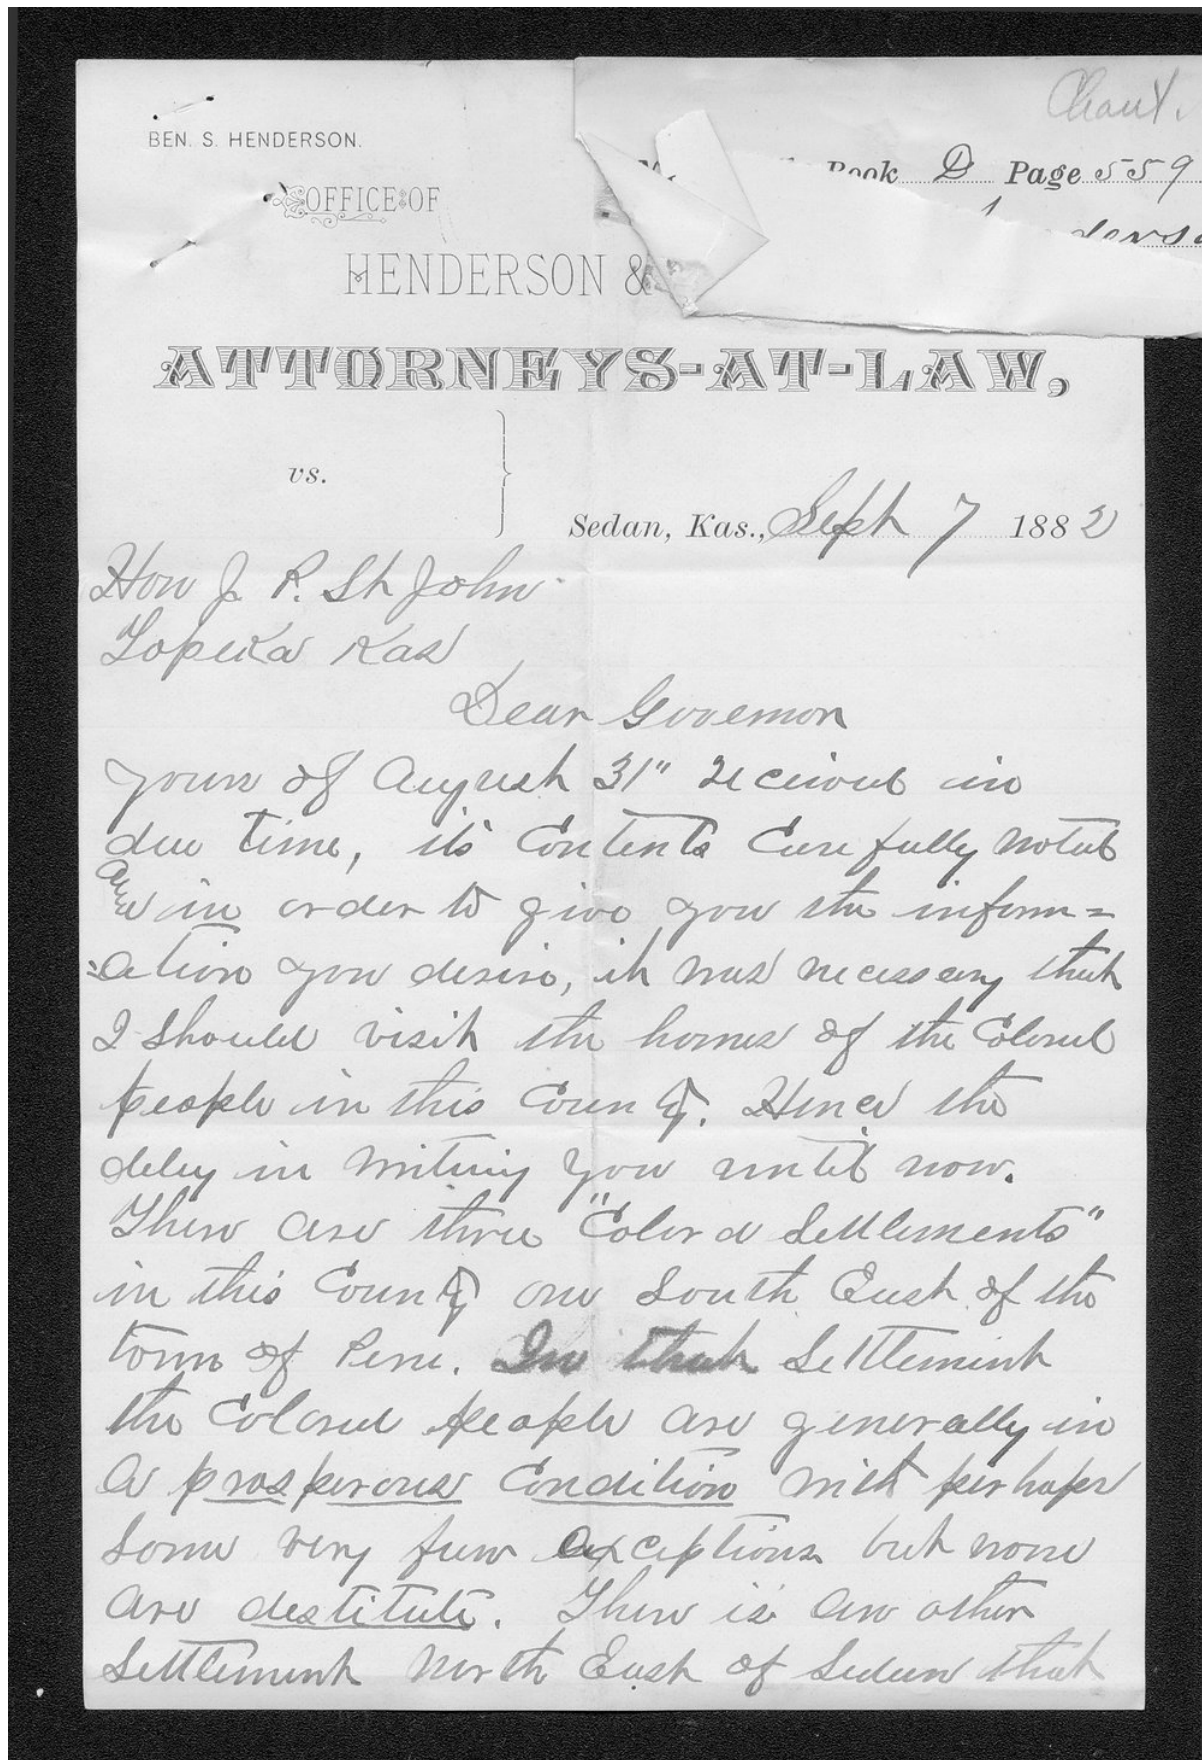 Chaut.
BEN. S. HENDERSON.
Book D Page 559
OFFICE OF
HENDERSON &
ATTORNEYS-AT-LAW,
vs.
Sedan, Kas., Sept 7 1882
Hon J. P. St John
Topeka Kas
Dear Governor
yours of August 31" received in
due time, its Contents Carefully noted
and in order to give you the inform=
=ation you desire, it was necessary that
I should visit the homes of the Colored
people in this County. Hence the
delay in writing you until now.
There are three "Colord Settlements"
in this County one South East of the
town of Peru. In that Settlement
the Colored people are generally in
a prosperous Condition with perhaps
some very few exceptions but none
are destitute. There is an other
Settlement North East of Sedan that